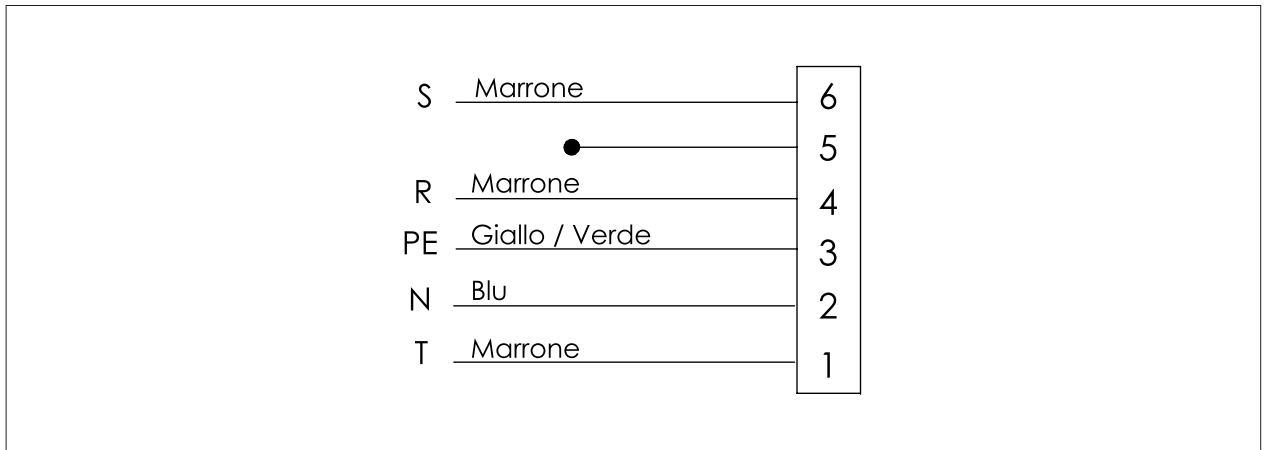 S Marrone 6
5
R Marrone 4
PE Giallo / Verde 3
N Blu 2
T Marrone 1